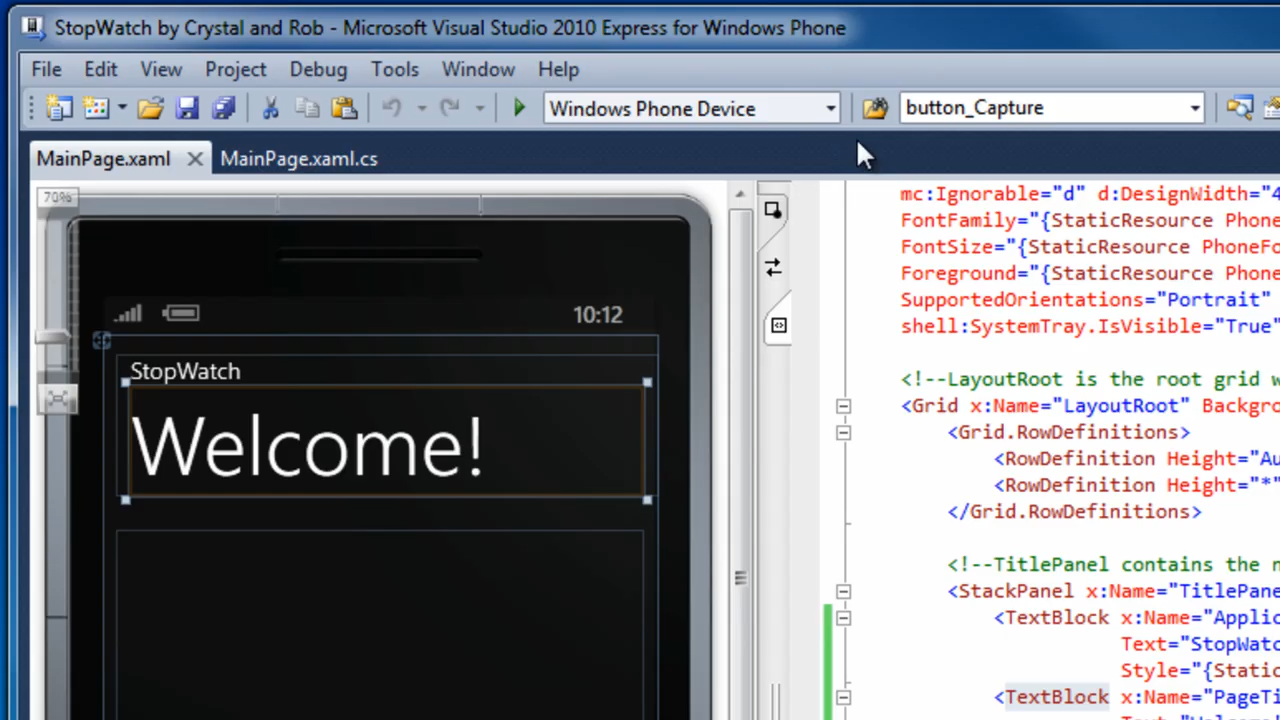 StopWatch by Crystal and Rob - Microsoft Visual Studio 2010 Express for Windows Phone
File Edit View Project Debug Tools Window Help
Windows Phone Device button_Capture
MainPage.xaml MainPage.xaml.cs
70%
10:12
StopWatch
Welcome!
mc:Ignorable="d" d:DesignWidth="4
FontFamily="{StaticResource Phone
FontSize="{StaticResource PhoneFo
Foreground="{StaticResource Phone
SupportedOrientations="Portrait"
shell:SystemTray.IsVisible="True"
<!--LayoutRoot is the root grid w
<Grid x:Name="LayoutRoot" Backgro
<Grid.RowDefinitions>
<RowDefinition Height="Au
<RowDefinition Height="*"
</Grid.RowDefinitions>
<!--TitlePanel contains the n
<StackPanel x:Name="TitlePane
<TextBlock x:Name="Applic
Text="StopWatc
Style="{Static
<TextBlock x:Name="PageTi